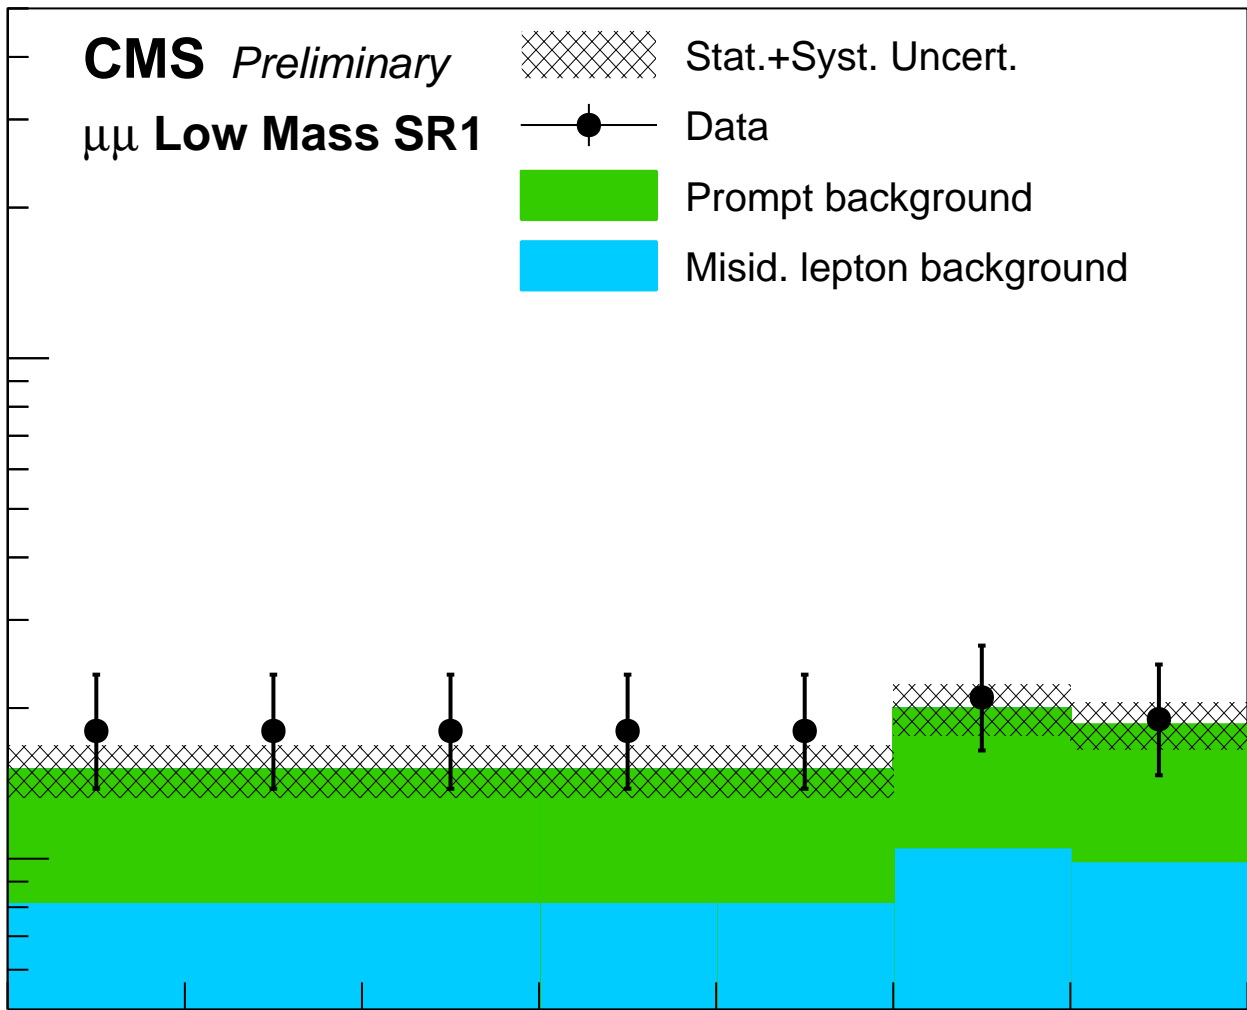 CMS Preliminary
μμ Low Mass SR1
Stat.+Syst. Uncert.
Data
Prompt background
Misid. lepton background